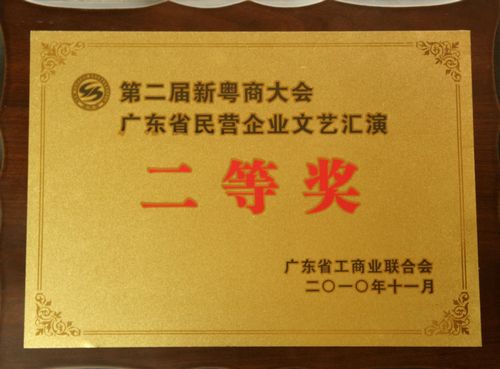 第二届新粤商大会
广东省民营企业文艺汇演
二等奖
广东省工商业联合会
二〇一〇年十一月